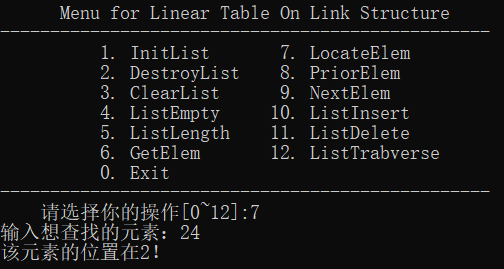 Menu for Linear Table On Link Structure
1. InitList 7. LocateElem
2. DestroyList 8. PriorElem
3. ClearList 9. NextElem
4. ListEmpty 10. ListInsert
5. ListLength 11. ListDelete
6. GetElem 12. ListTrabverse
0. Exit
请选择你的操作[0~12]:7
输入想查找的元素：24
该元素的位置在2！